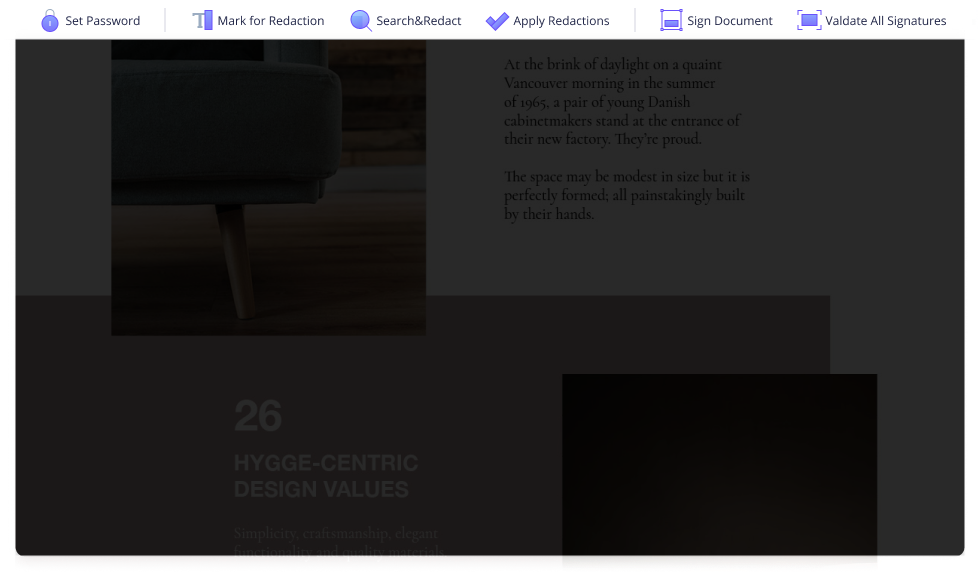 Set Password
Mark for Redaction
Search&Redact
Apply Redactions
Sign Document
Valdate All Signatures
At the brink of daylight on a quaint
Vancouver morning in the summer
of 1965, a pair of young Danish
cabinetmakers stand at the entrance of
their new factory. They're proud.
The space may be modest in size but it is
perfectly formed; all painstakingly built
by their hands.
26
HYGGE-CENTRIC
DESIGN VALUES
Simplicity, craftsmanship, elegant
functionality and quality materials